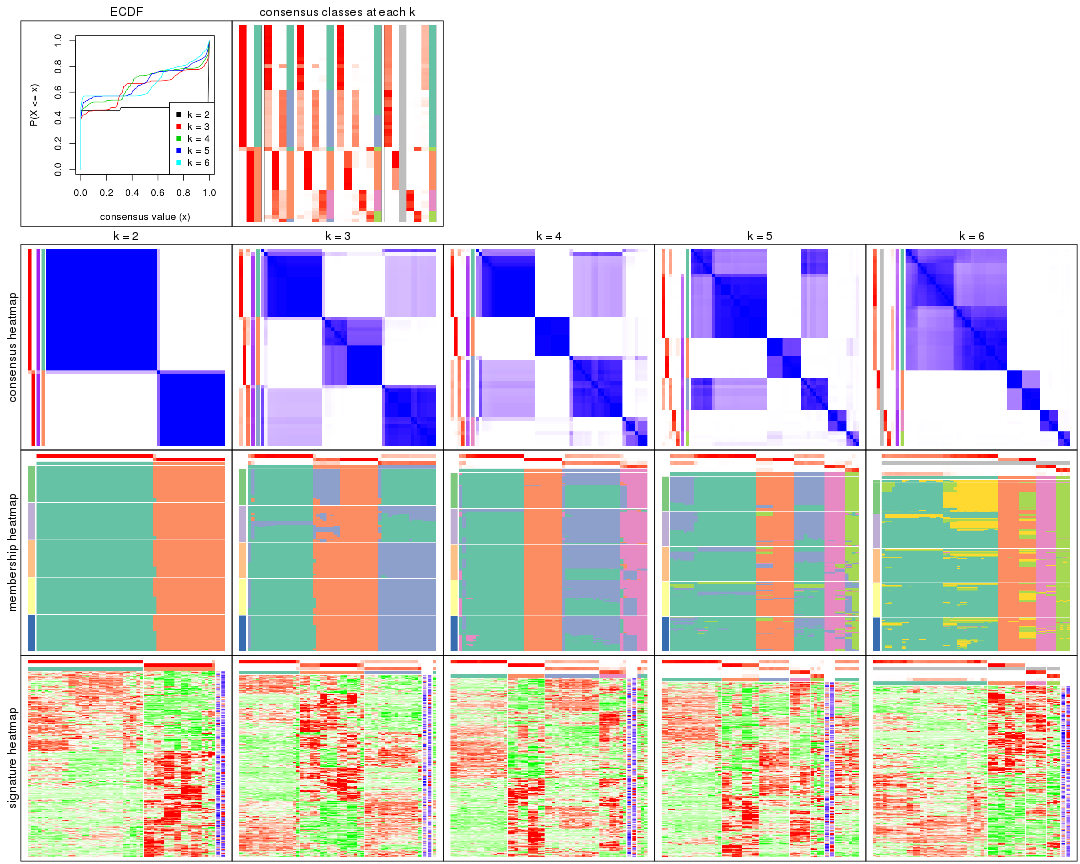 ECDF
consensus classes at each k
P(X <= x)
0.0 0.2 0.4 0.6 0.8 1.0
k = 2
k = 3
k = 4
k = 5
k = 6
0.0 0.2 0.4 0.6 0.8 1.0
consensus value (x)
k = 2
k = 3
k = 4
k = 5
k = 6
consensus heatmap
membership heatmap
signature heatmap